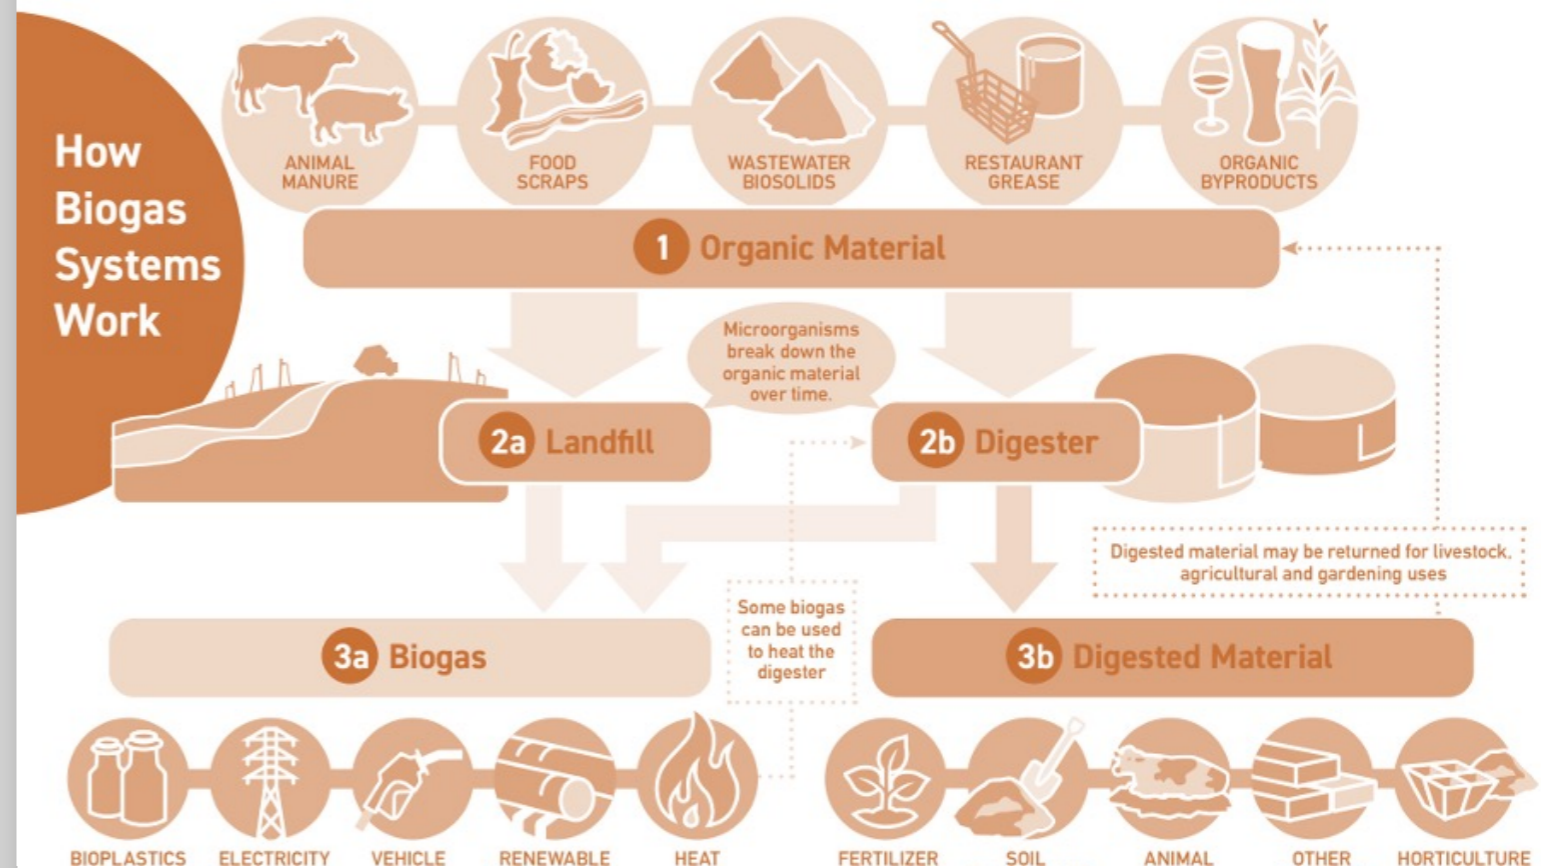 How
Biogas
Systems
Work
ANIMAL
MANURE
FOOD
SCRAPS
WASTEWATER
BIOSOLIDS
RESTAURANT
GREASE
ORGANIC
BYPRODUCTS
1 Organic Material
Microorganisms
break down the
organic material
over time.
2a Landfill
2b Digester
Digested material may be returned for livestock,
agricultural and gardening uses
Some biogas
can be used
to heat the
digester
3a Biogas
3b Digested Material
BIOPLASTICS
ELECTRICITY
VEHICLE
RENEWABLE
HEAT
FERTILIZER
SOIL
ANIMAL
OTHER
HORTICULTURE